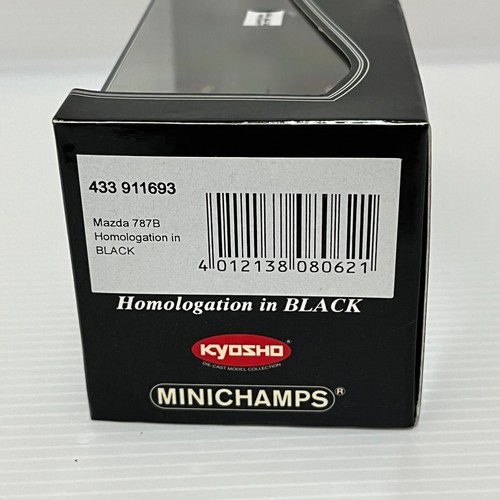 433 911693
Mazda 787B
Homologation in
BLACK
4 012138 080621
Homologation in BLACK
KYOSHO
DIE-CAST MODEL COLLECTION
MINICHAMPS®